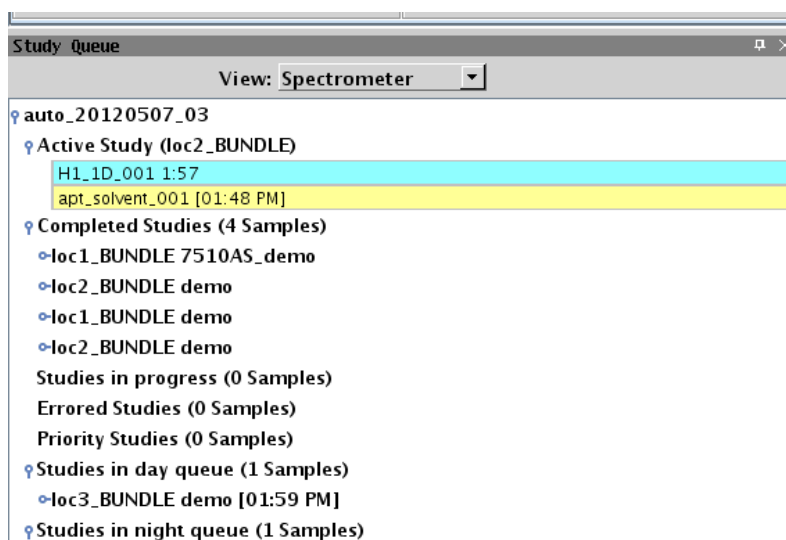 Study Queue
View: Spectrometer
auto_20120507_03
Active Study (loc2_BUNDLE)
H1_1D_001 1:57
apt_solvent_001 [01:48 PM]
Completed Studies (4 Samples)
loc1_BUNDLE 7510AS_demo
loc2_BUNDLE demo
loc1_BUNDLE demo
loc2_BUNDLE demo
Studies in progress (0 Samples)
Errored Studies (0 Samples)
Priority Studies (0 Samples)
Studies in day queue (1 Samples)
loc3_BUNDLE demo [01:59 PM]
Studies in night queue (1 Samples)